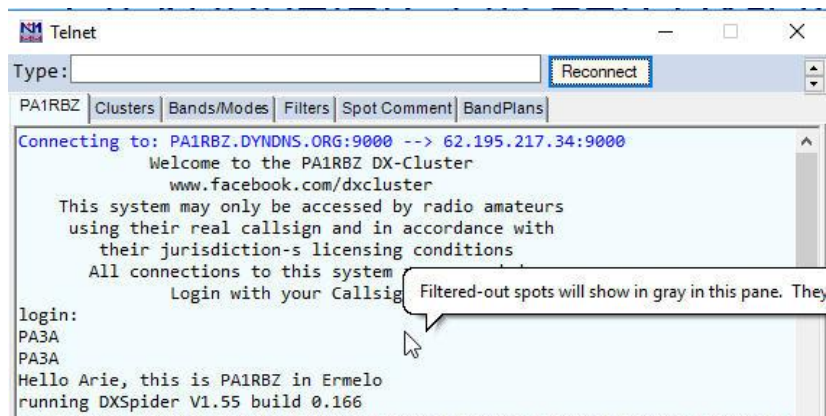 N1MM Telnet
Type:
Reconnect
PA1RBZ Clusters Bands/Modes Filters Spot Comment BandPlans
Connecting to: PA1RBZ.DYNDNS.ORG:9000 --> 62.195.217.34:9000
Welcome to the PA1RBZ DX-Cluster
www.facebook.com/dxcluster
This system may only be accessed by radio amateurs
using their real callsign and in accordance with
their jurisdiction-s licensing conditions
All connections to this system
Login with your Callsig
Filtered-out spots will show in gray in this pane. They
login:
PA3A
PA3A
Hello Arie, this is PA1RBZ in Ermelo
running DXSpider V1.55 build 0.166